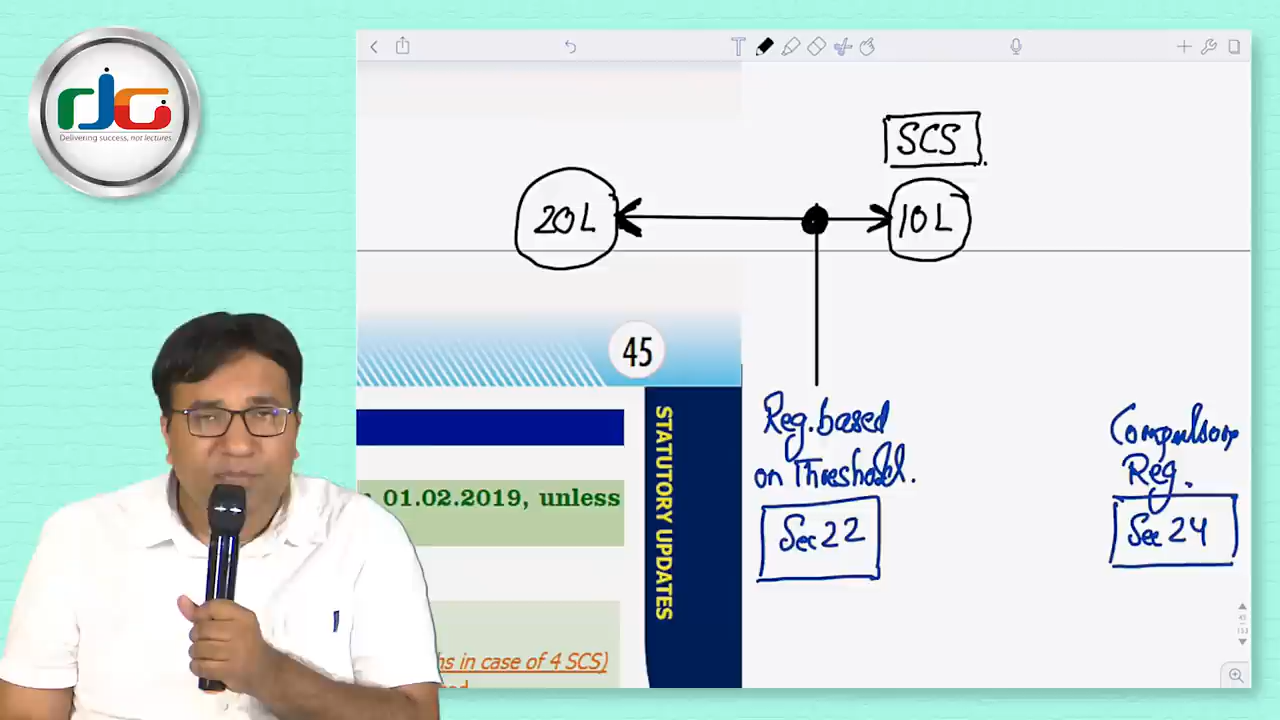 rja
Delivering success, not lectures.
SCS
20L
10L
45
01.02.2019, unless
STATUTORY UPDATES
Reg. based
on Threshold.
Sec 22
Compulsory
Reg.
Sec 24
in case of 4 SCS)